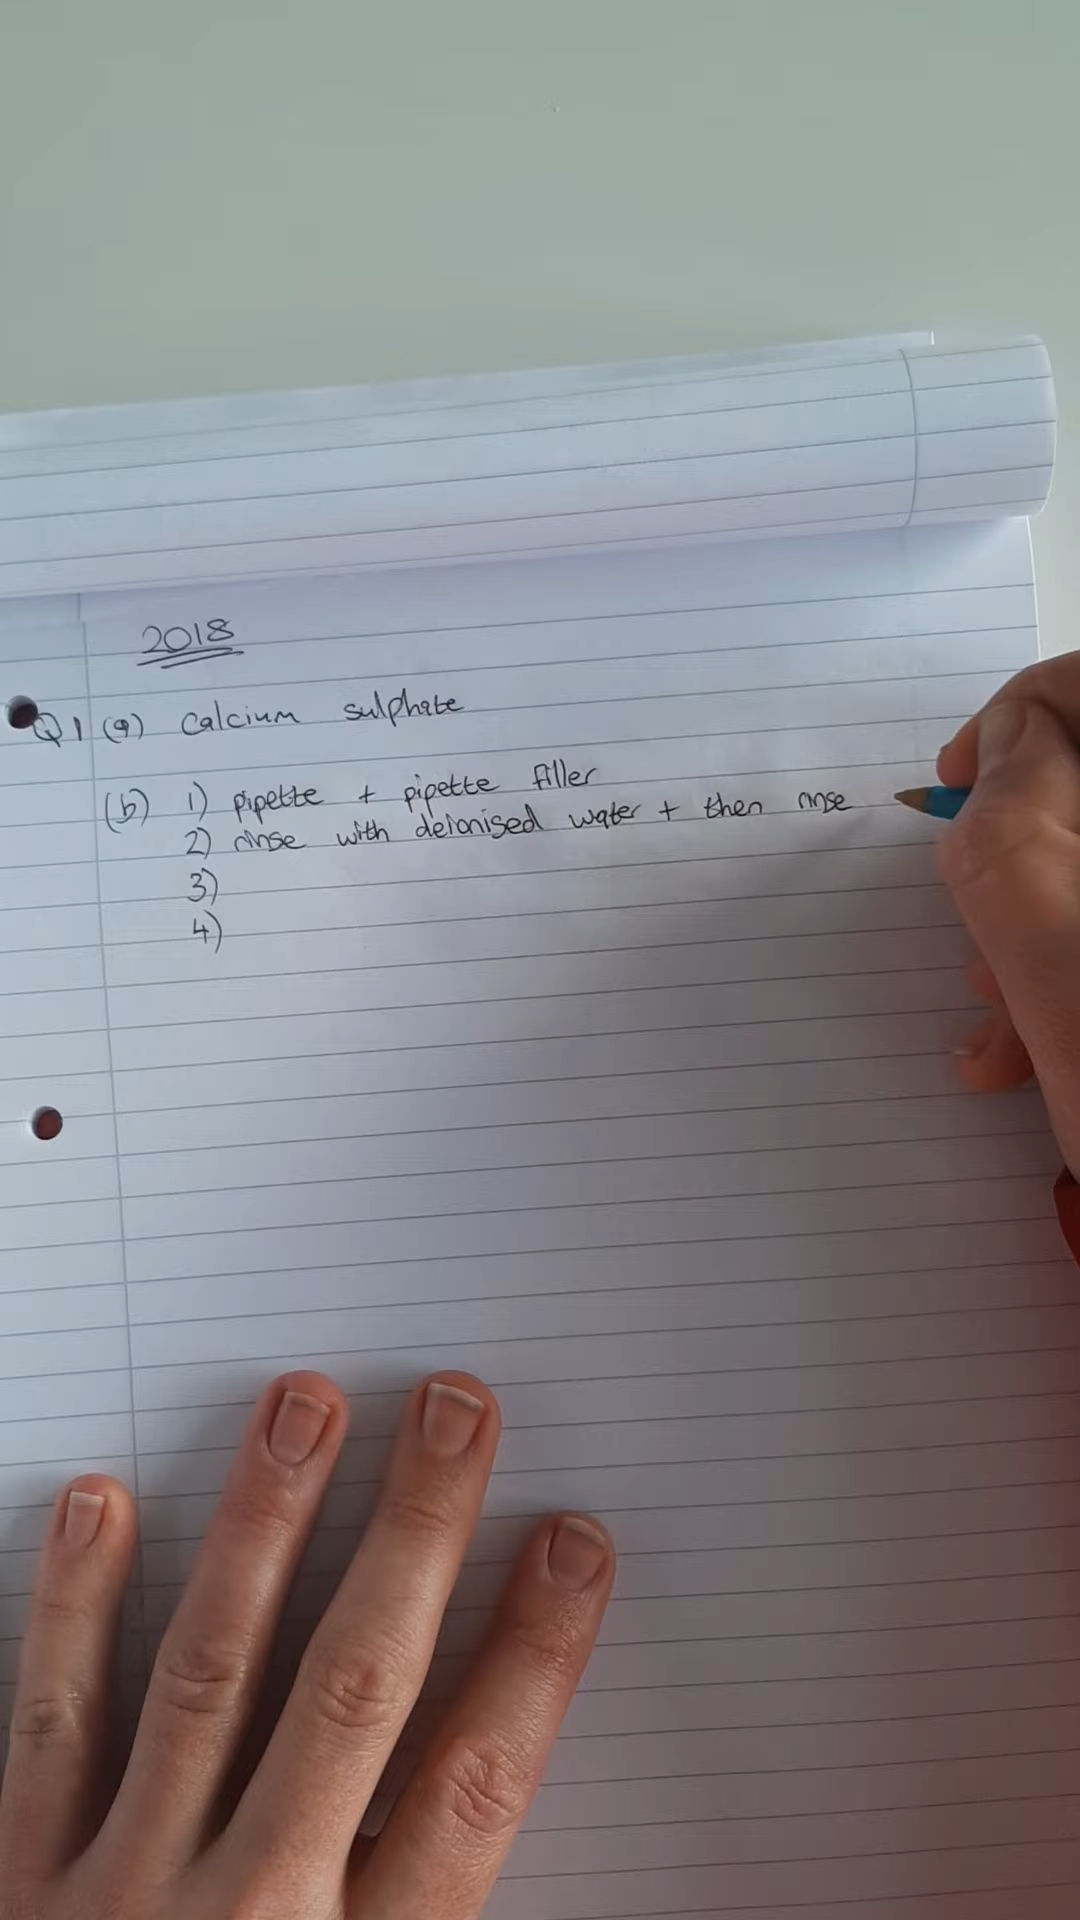 2018
Q1 (a) calcium sulphate
(b) 1) pipette + pipette filler
2) rinse with deionised water + then rinse
3)
4)